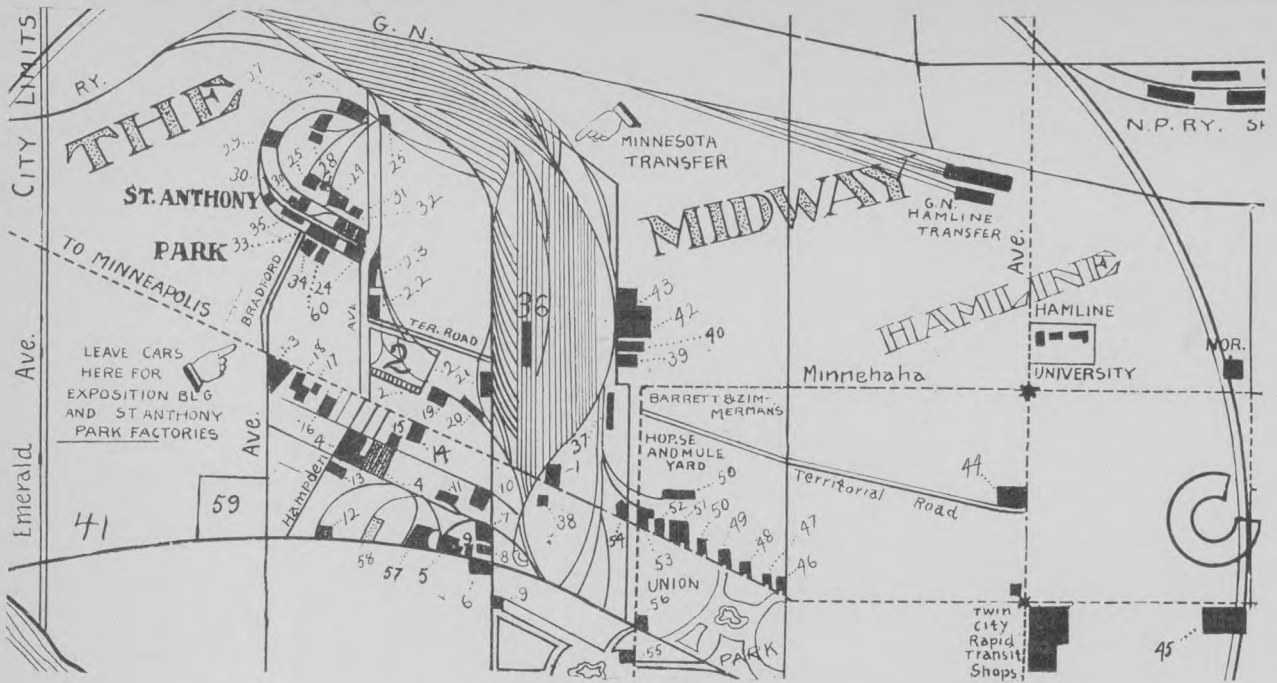 CITY LIMITS
Emerald Ave.
RY.
G. N.
THE
MIDWAY
MINNESOTA
TRANSFER
N.P. RY.
G.N.
HAMLINE
TRANSFER
Ave.
HAMLINE
HAMLINE
UNIVERSITY
NOR.
ST. ANTHONY
PARK
TO MINNEAPOLIS
BRADFORD
AVE
TER. ROAD
LEAVE CARS
HERE FOR
EXPOSITION BLG
AND ST ANTHONY
PARK FACTORIES
Ave.
Hampden
Minnehaha
BARRETT & ZIM-
MERMANS
HORSE
AND MULE
YARD
Territorial Road
UNION
PARK
TWIN
CITY
Rapid
Transit
Shops
25
28
29
25
30
31
32
35
33
34
24
60
23
22
36
43
42
40
39
2
3
18
17
2
19
20
16
4
15
14
13
4
11
10
1
38
37
12
58
57
5
6
7
9
8
9
59
41
50
52
51
50
49
48
47
46
54
53
56
55
44
45